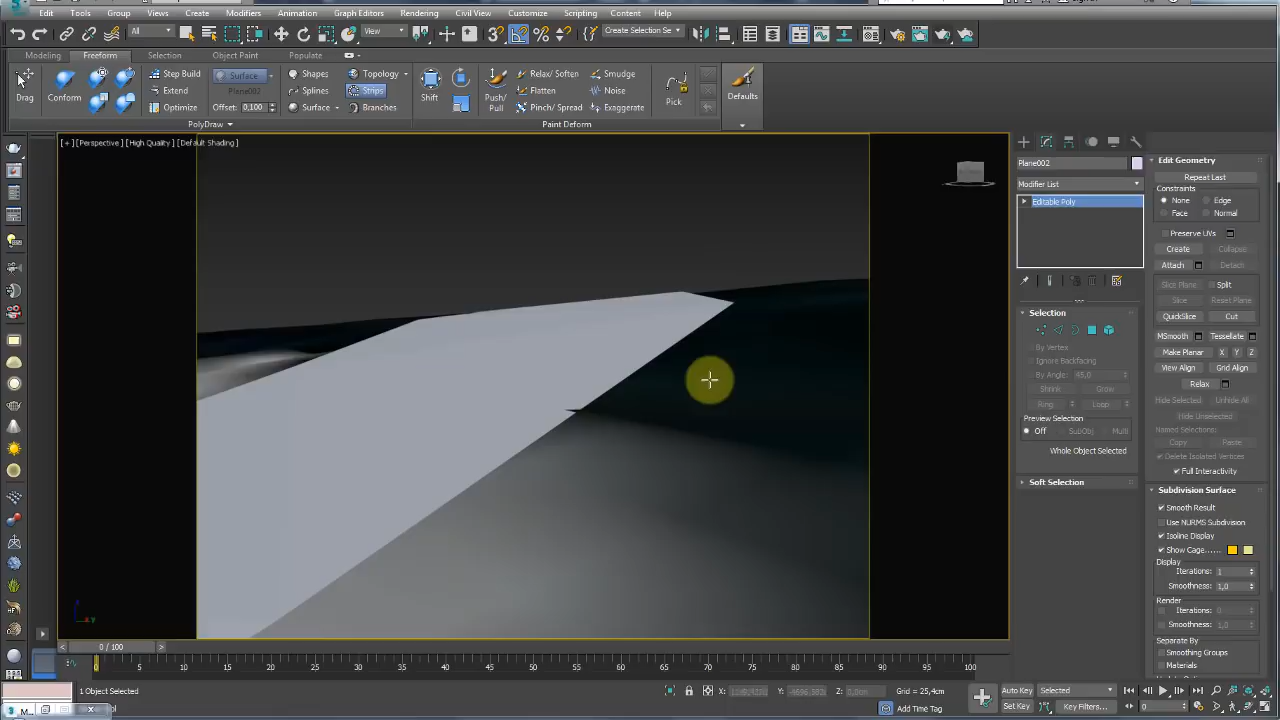 Edit Tools Group Views Create Modifiers Animation Graph Editors Rendering Civil View Customize Scripting Content Help
All View Create Selection Se
Modeling Freeform Selection Object Paint Populate
Drag Conform Step Build Surface Shapes Topology Shift Push/ Pull Relax/ Soften Smudge Pick Defaults
Extend Plane002 Splines Strips Flatten Noise
Optimize Offset: 0,100 Surface Branches Pinch/ Spread Exaggerate
PolyDraw Paint Deform
[+] [Perspective] [High Quality] [Default Shading]
Plane002
Modifier List
Editable Poly
Selection
By Vertex
Ignore Backfacing
By Angle: 45,0
Shrink Grow
Ring Loop
Preview Selection
Off SubObj Multi
Whole Object Selected
Soft Selection
Edit Geometry
Repeat Last
Constraints
None Edge
Face Normal
Preserve UVs
Create Collapse
Attach Detach
Slice Plane Split
Slice Reset Plane
QuickSlice Cut
MSmooth Tessellate
Make Planar X Y Z
View Align Grid Align
Relax
Hide Selected Unhide All
Hide Unselected
Named Selections:
Copy Paste
Delete Isolated Vertices
Full Interactivity
Subdivision Surface
Smooth Result
Use NURMS Subdivision
Isoline Display
Show Cage......
Display
Iterations: 1
Smoothness: 1,0
Render
Iterations: 0
Smoothness: 1,0
Separate By
Smoothing Groups
Materials
< 0 / 100 >
0 5 10 15 20 25 30 35 40 45 50 55 60 65 70 75 80 85 90 95 100
1 Object Selected X: Y: Z: Grid = 25,4cm Auto Key Selected
Add Time Tag Set Key Key Filters... 0
M...